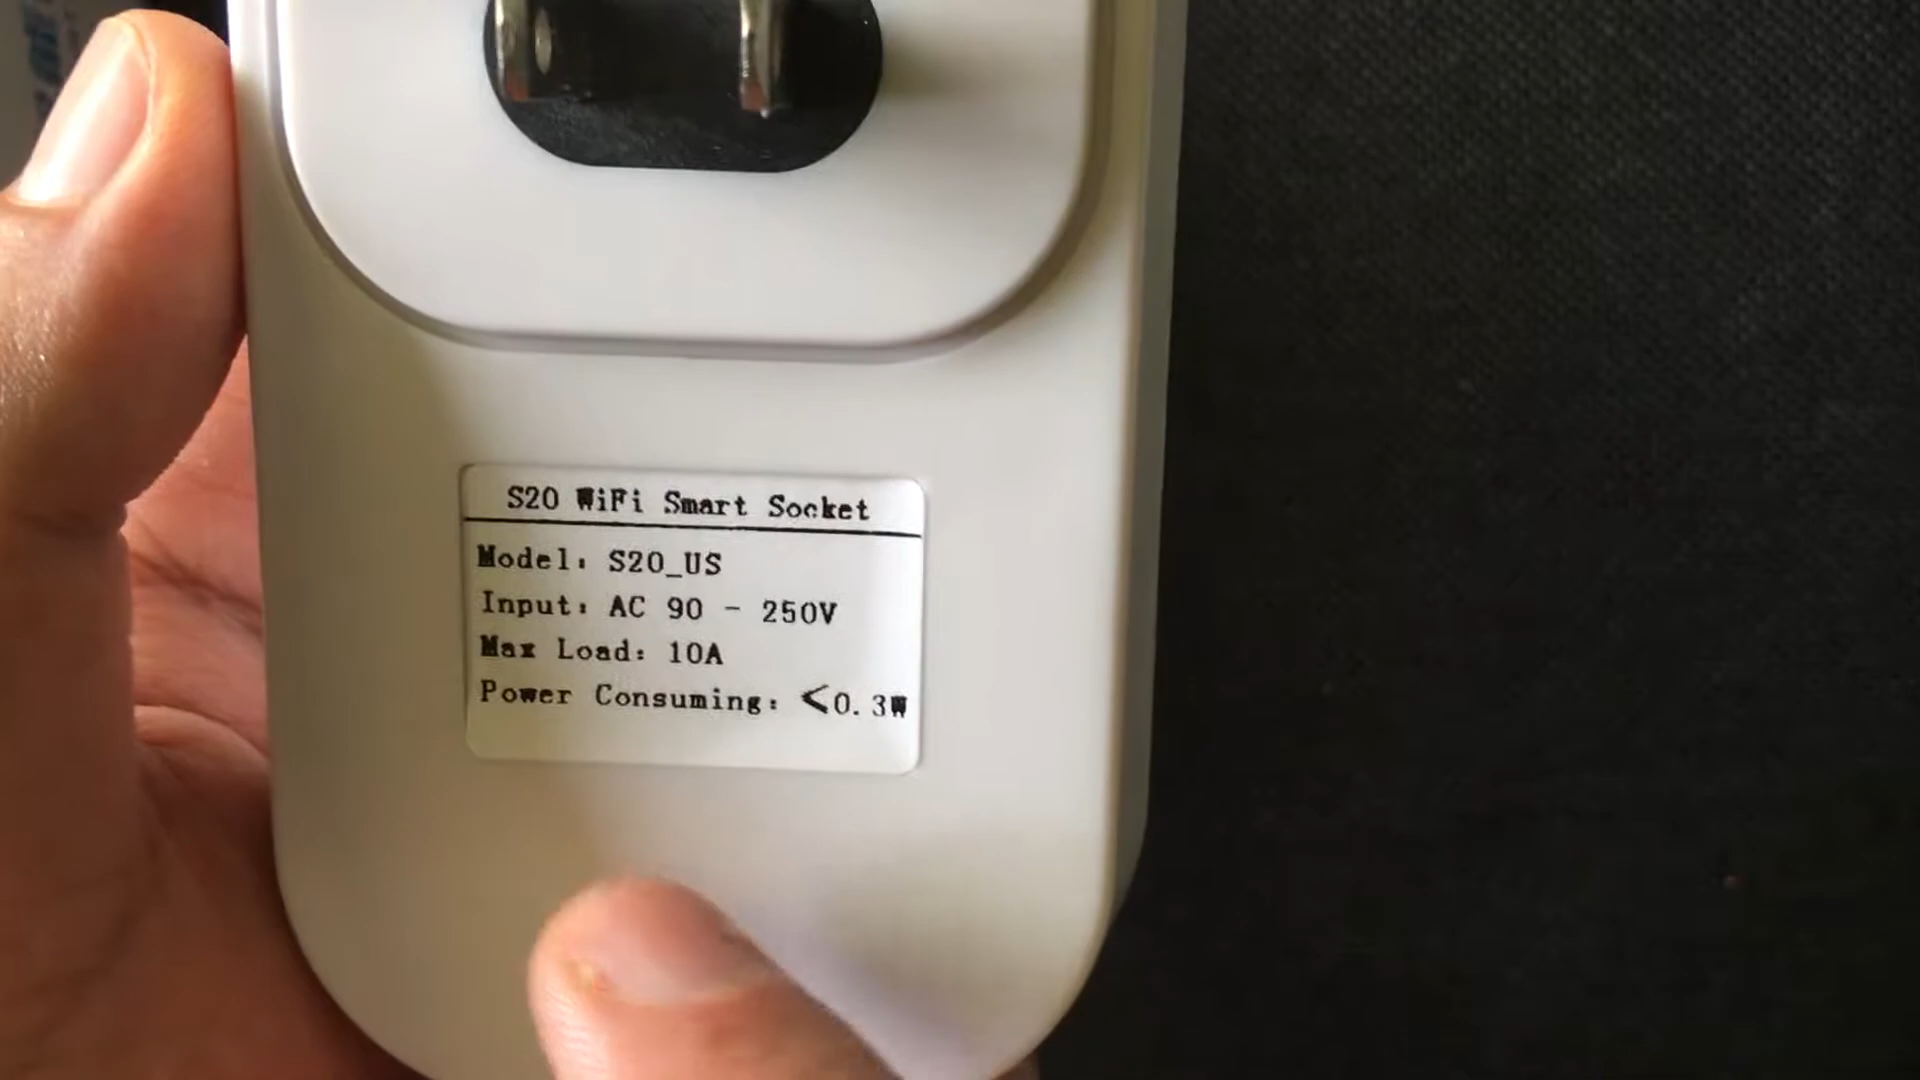 S20 WiFi Smart Socket
Model: S20_US
Input: AC 90 - 250V
Max Load: 10A
Power Consuming: <0.3W